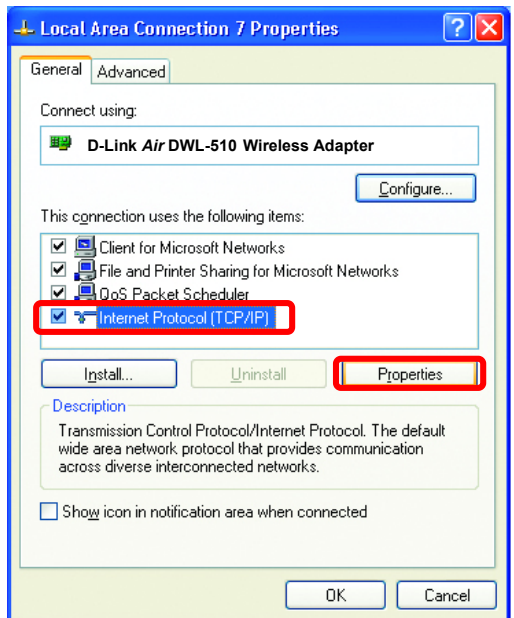 Local Area Connection 7 Properties
General Advanced
Connect using:
D-Link Air DWL-510 Wireless Adapter
Configure...
This connection uses the following items:
Client for Microsoft Networks
File and Printer Sharing for Microsoft Networks
QoS Packet Scheduler
Internet Protocol (TCP/IP)
Install... Uninstall Properties
Description
Transmission Control Protocol/Internet Protocol. The default
wide area network protocol that provides communication
across diverse interconnected networks.
Show icon in notification area when connected
OK Cancel